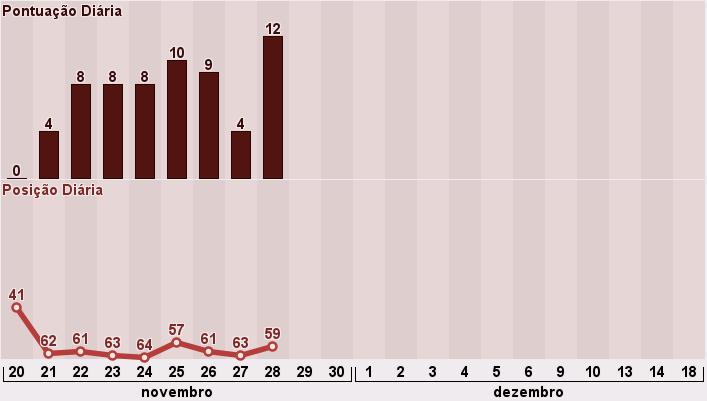 Pontuação Diária
0 4 8 8 8 10 9 4 12
Posição Diária
41 62 61 63 64 57 61 63 59
20 21 22 23 24 25 26 27 28 29 30 1 2 3 4 5 6 9 10 13 14 18
novembro dezembro